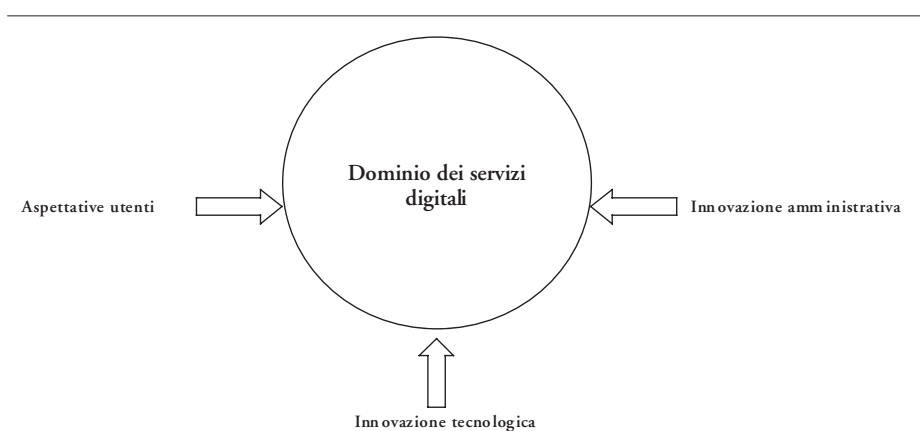 Dominio dei servizi
digitali
Aspettative utenti
Innovazione amministrativa
Innovazione tecnologica